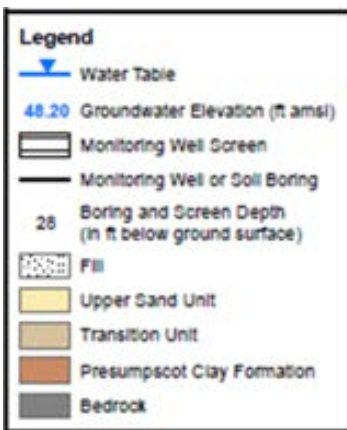 Legend
Water Table
48.20 Groundwater Elevation (ft amsl)
Monitoring Well Screen
Monitoring Well or Soil Boring
28 Boring and Screen Depth
(in ft below ground surface)
Fill
Upper Sand Unit
Transition Unit
Presumpscot Clay Formation
Bedrock